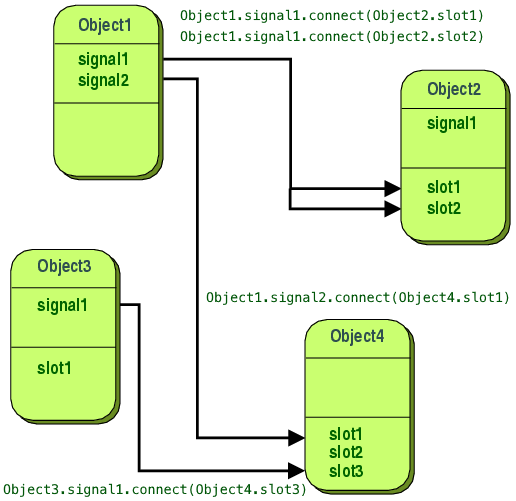 Object1
signal1
signal2
Object1.signal1.connect(Object2.slot1)
Object1.signal1.connect(Object2.slot2)
Object2
signal1
slot1
slot2
Object3
signal1
slot1
Object1.signal2.connect(Object4.slot1)
Object4
slot1
slot2
slot3
Object3.signal1.connect(Object4.slot3)